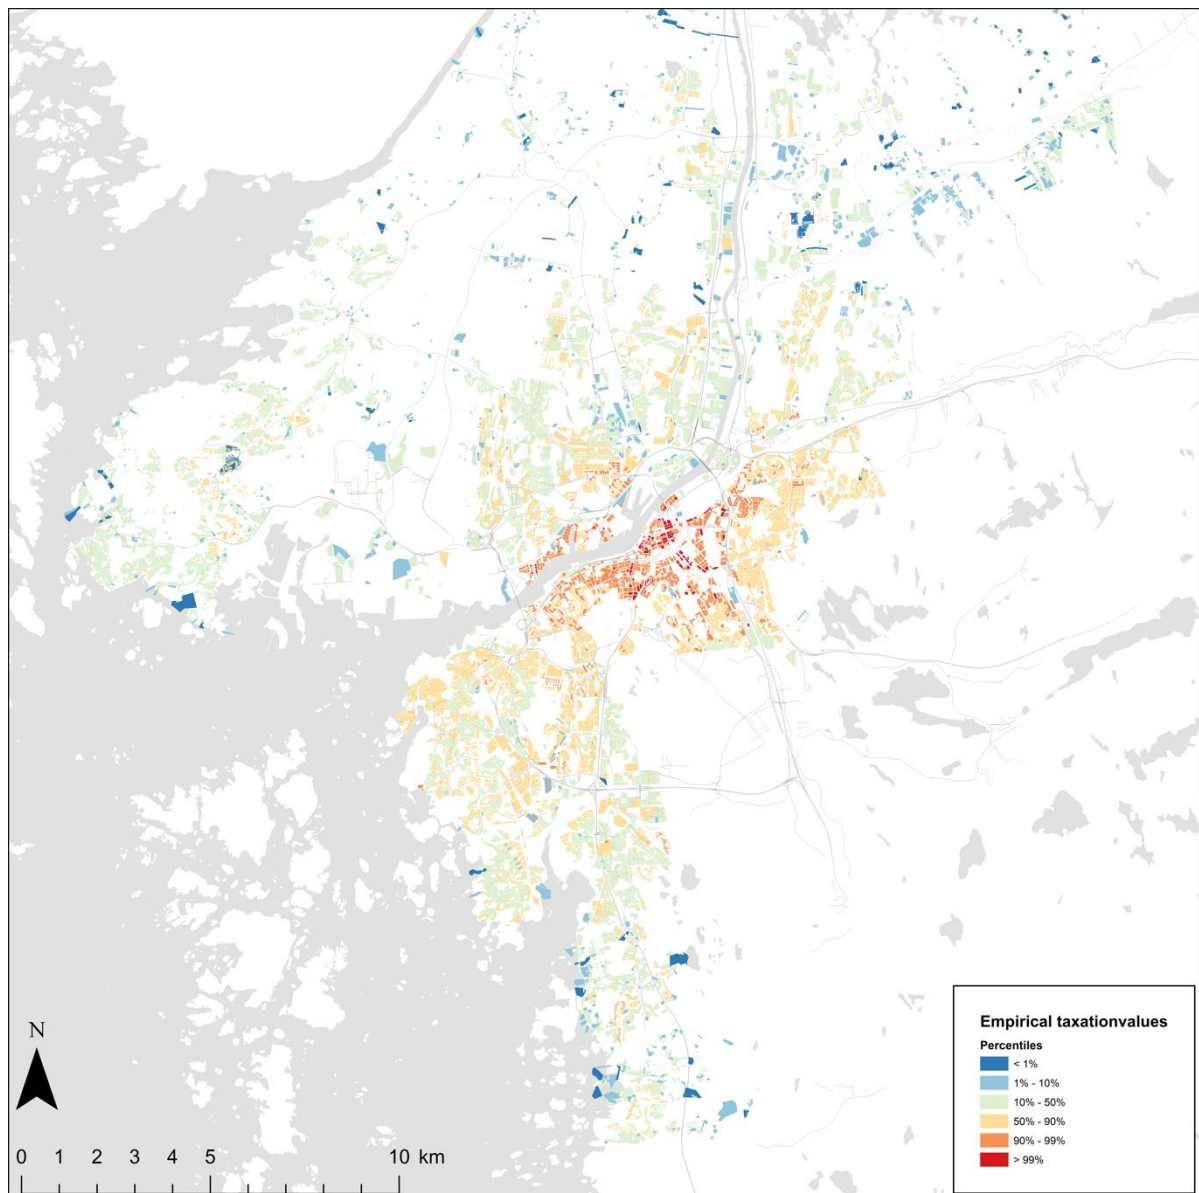 N
0 1 2 3 4 5 10 km
Empirical taxationvalues
Percentiles
< 1%
1% - 10%
10% - 50%
50% - 90%
90% - 99%
> 99%